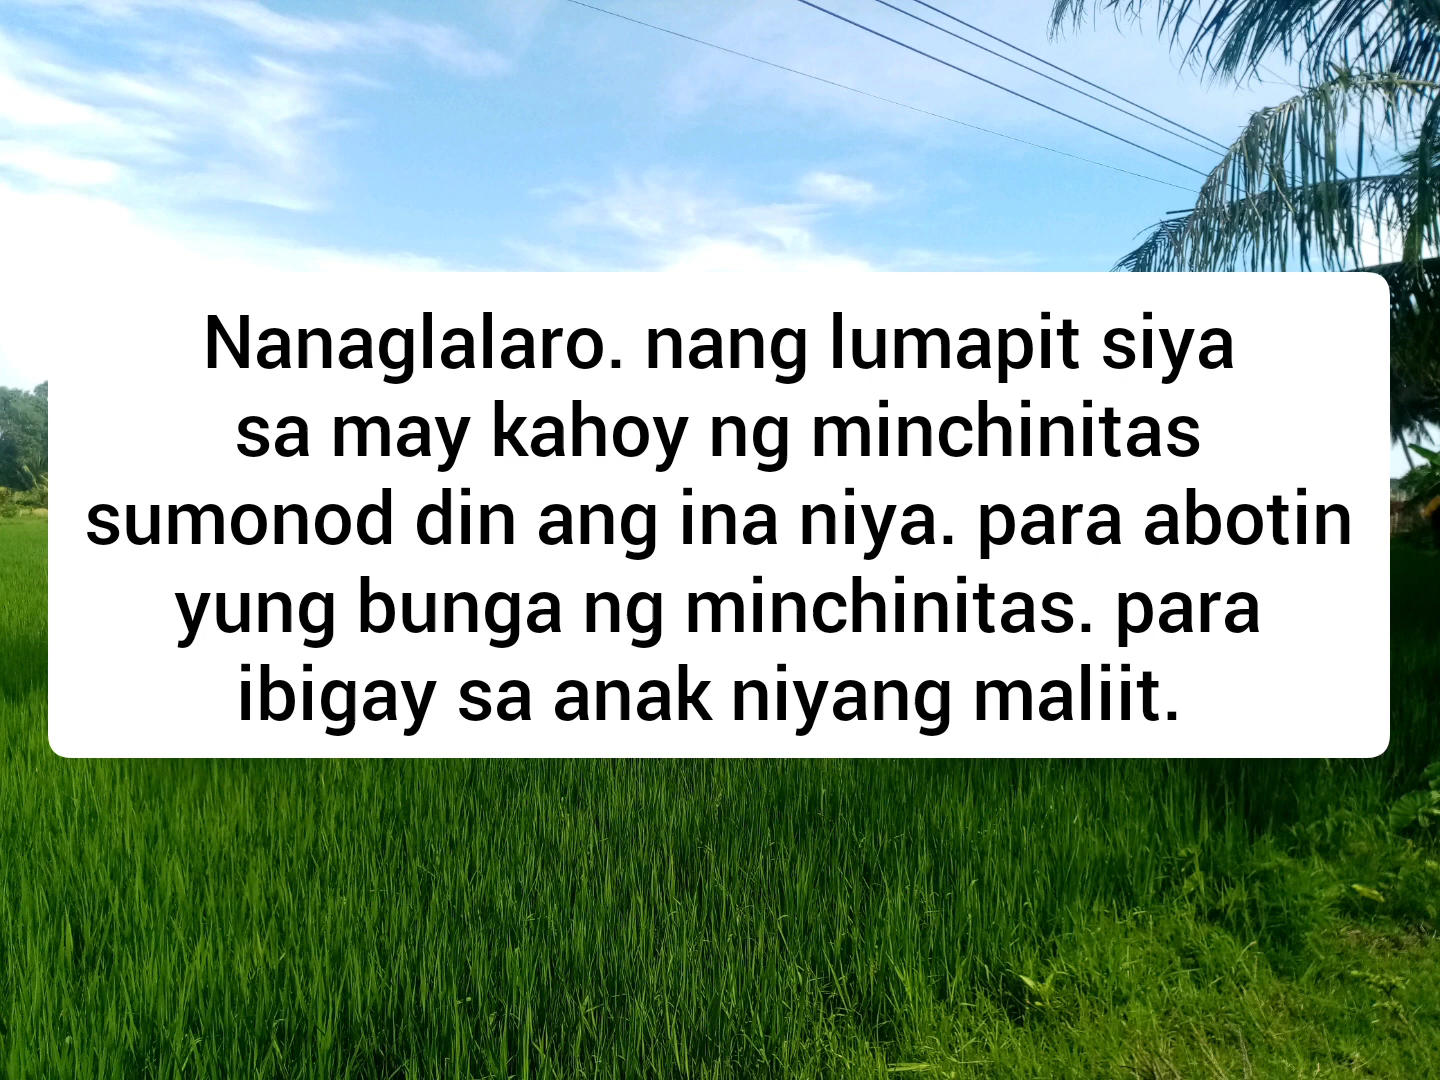 Nanaglalaro. nang lumapit siya
sa may kahoy ng minchinitas
sumonod din ang ina niya. para abotin
yung bunga ng minchinitas. para
ibigay sa anak niyang maliit.